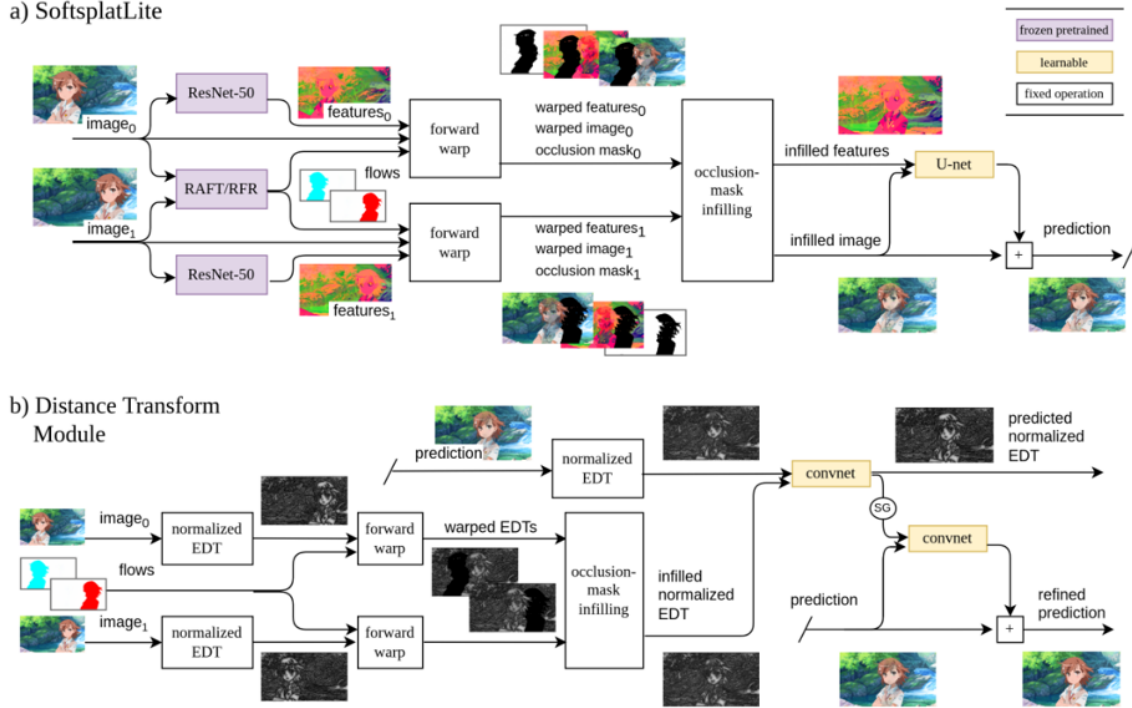 a) SoftsplatLite
frozen pretrained
learnable
fixed operation
image0
ResNet-50
features0
RAFT/RFR
flows
image1
ResNet-50
features1
forward
warp
forward
warp
warped features0
warped image0
occlusion mask0
warped features1
warped image1
occlusion mask1
occlusion-
mask
infilling
infilled features
infilled image
U-net
+
prediction
b) Distance Transform
Module
prediction
normalized
EDT
convnet
predicted
normalized
EDT
SG
convnet
image0
normalized
EDT
forward
warp
warped EDTs
flows
image1
normalized
EDT
forward
warp
occlusion-
mask
infilling
infilled
normalized
EDT
prediction
+
refined
prediction